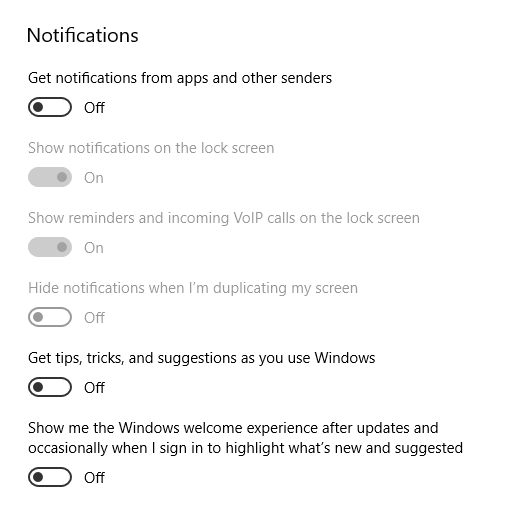 Notifications
Get notifications from apps and other senders
Off
Show notifications on the lock screen
On
Show reminders and incoming VoIP calls on the lock screen
On
Hide notifications when I'm duplicating my screen
Off
Get tips, tricks, and suggestions as you use Windows
Off
Show me the Windows welcome experience after updates and
occasionally when I sign in to highlight what's new and suggested
Off